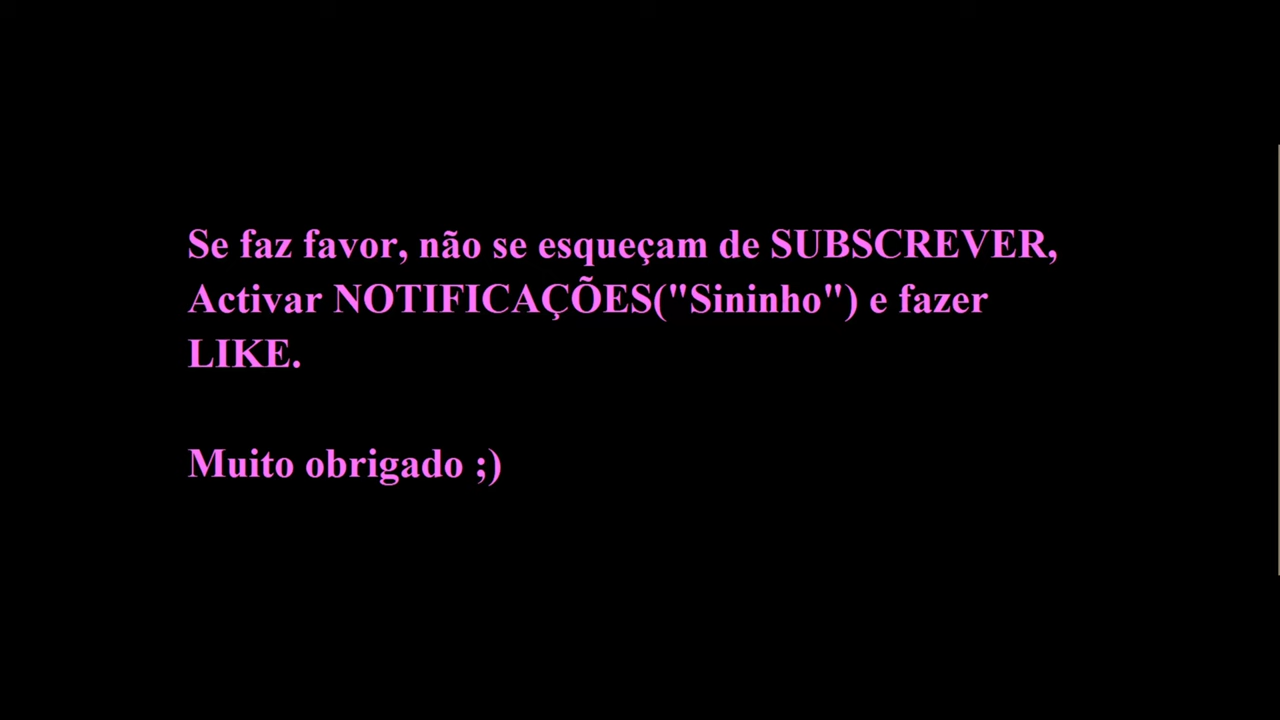 Se faz favor, não se esqueçam de SUBSCREVER,
Activar NOTIFICAÇÕES("Sininho") e fazer
LIKE.
Muito obrigado ;)